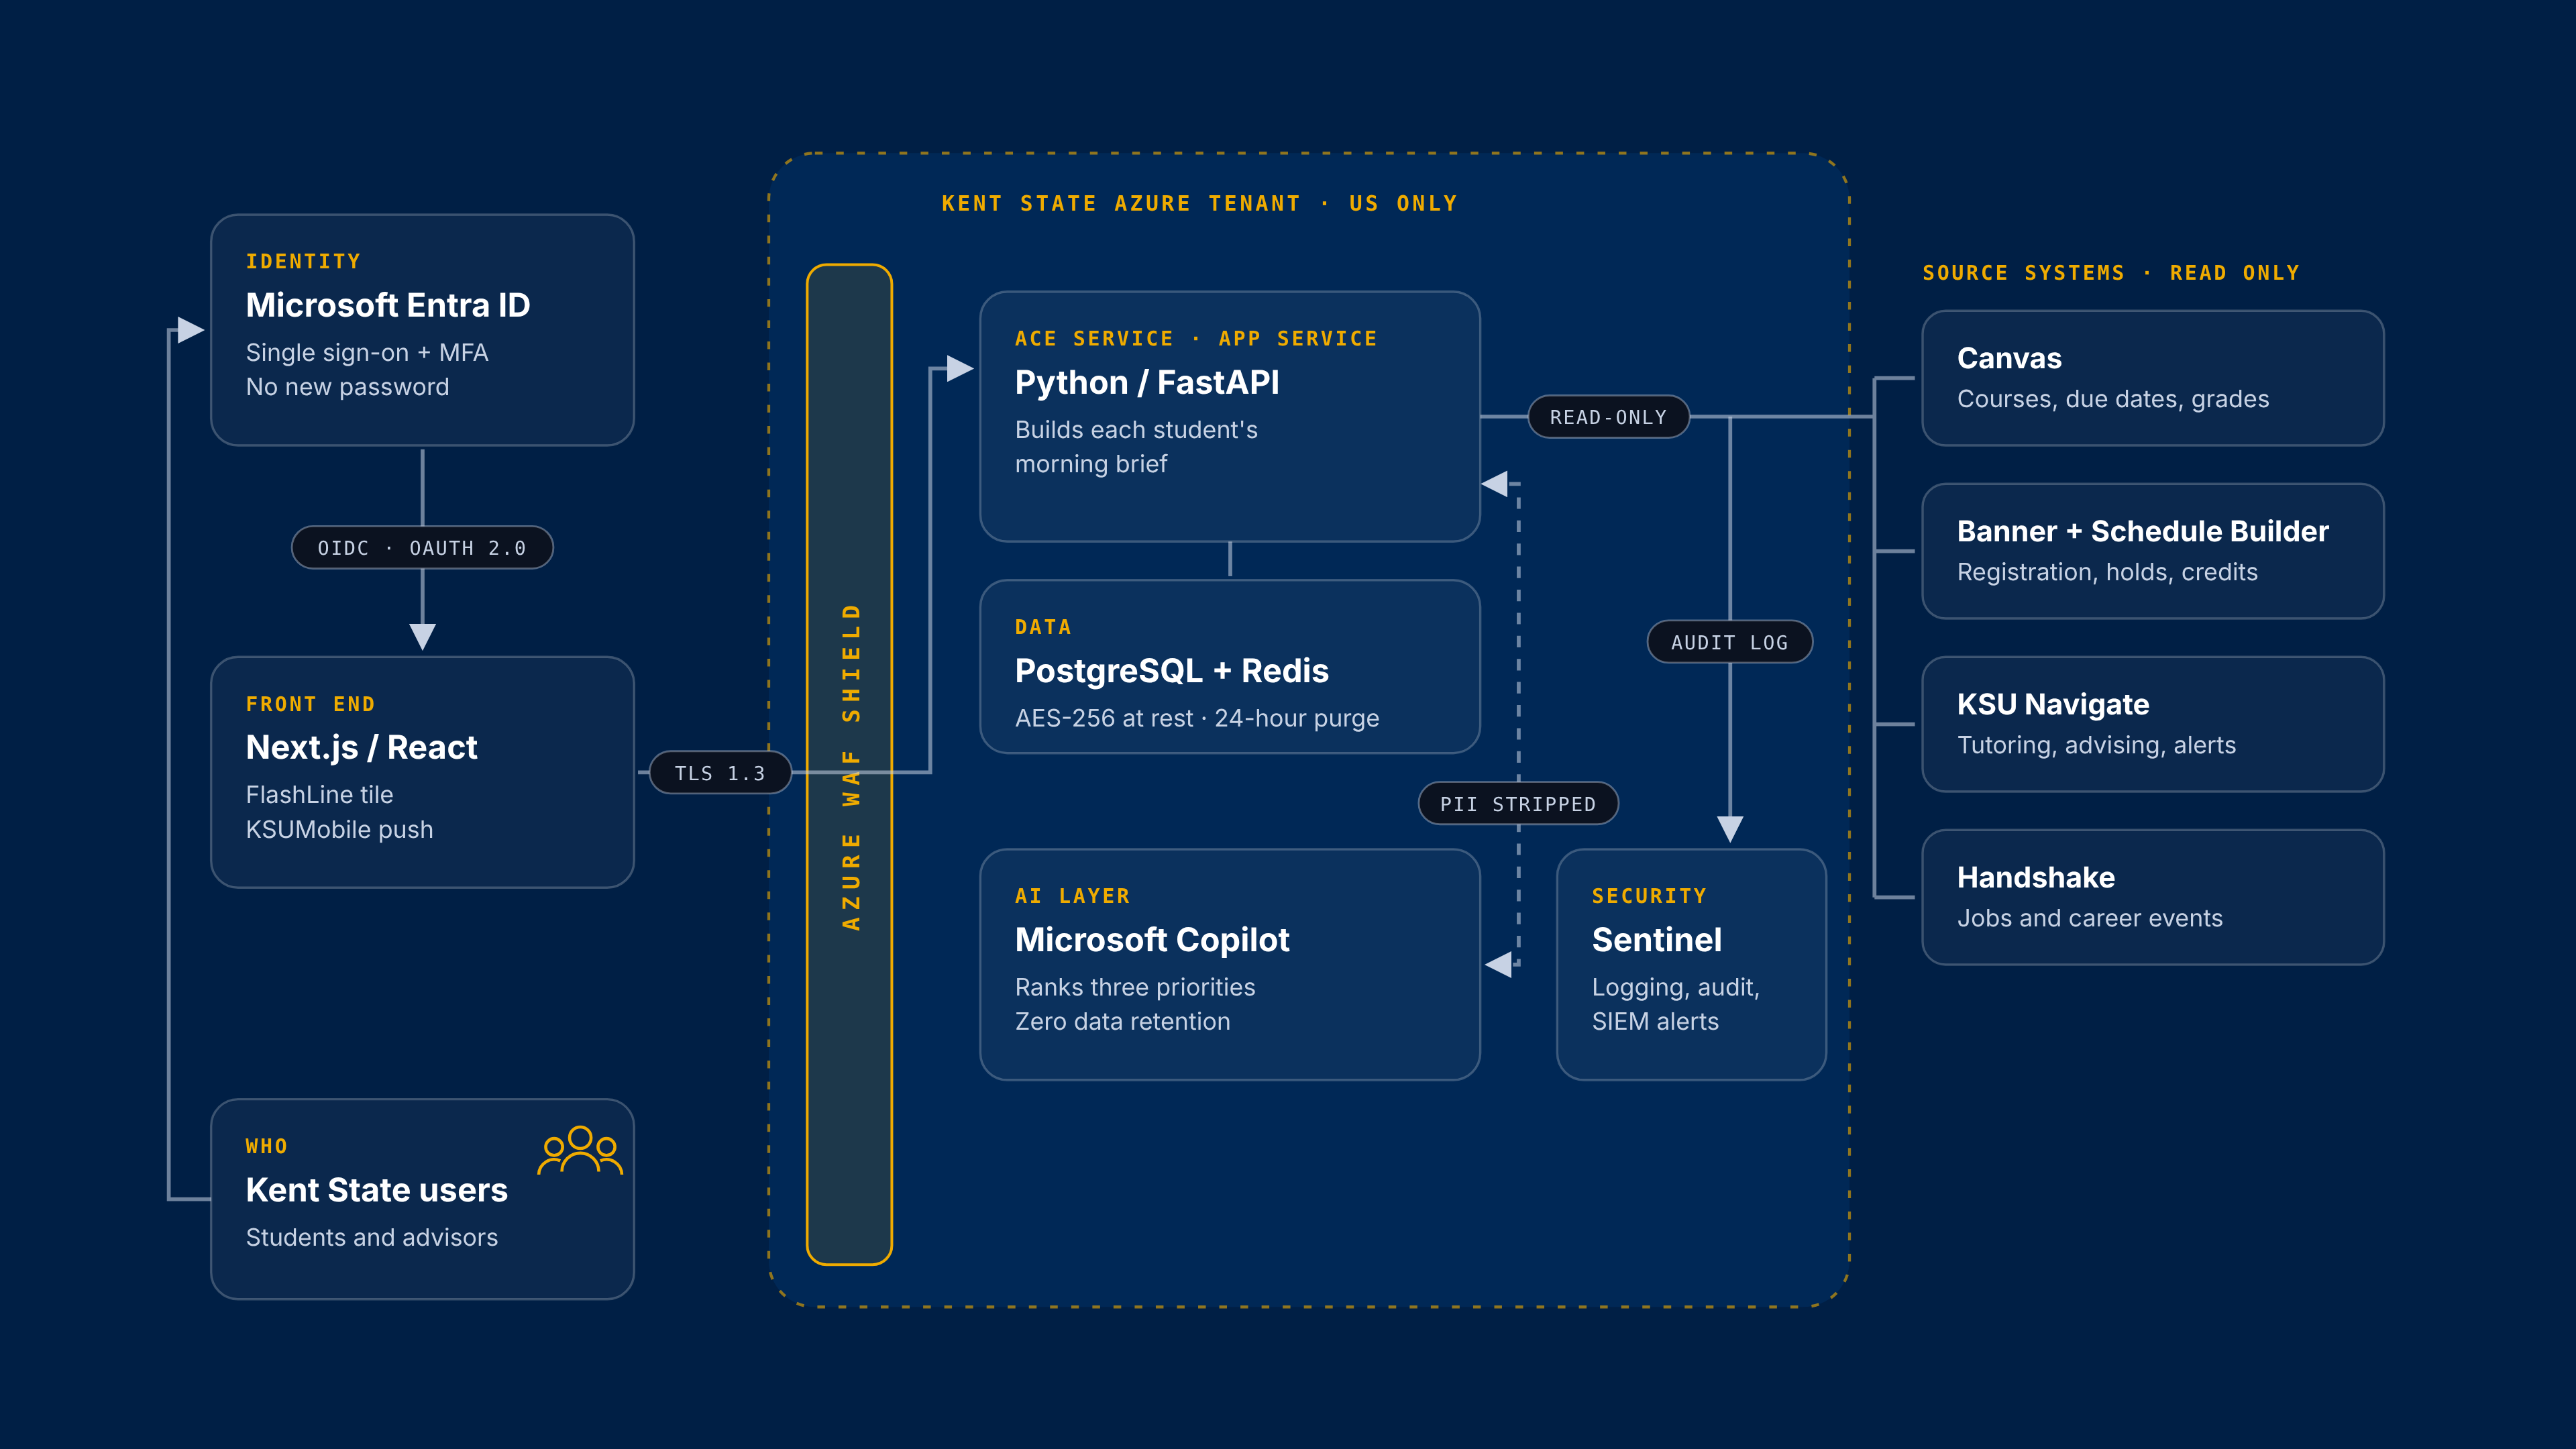 IDENTITY
Microsoft Entra ID
Single sign-on + MFA
No new password
OIDC · OAUTH 2.0
FRONT END
Next.js / React
FlashLine tile
KSUMobile push
WHO
Kent State users
Students and advisors
TLS 1.3
KENT STATE AZURE TENANT · US ONLY
AZURE WAF SHIELD
ACE SERVICE · APP SERVICE
Python / FastAPI
Builds each student's
morning brief
DATA
PostgreSQL + Redis
AES-256 at rest · 24-hour purge
AI LAYER
Microsoft Copilot
Ranks three priorities
Zero data retention
READ-ONLY
PII STRIPPED
AUDIT LOG
SECURITY
Sentinel
Logging, audit,
SIEM alerts
SOURCE SYSTEMS · READ ONLY
Canvas
Courses, due dates, grades
Banner + Schedule Builder
Registration, holds, credits
KSU Navigate
Tutoring, advising, alerts
Handshake
Jobs and career events